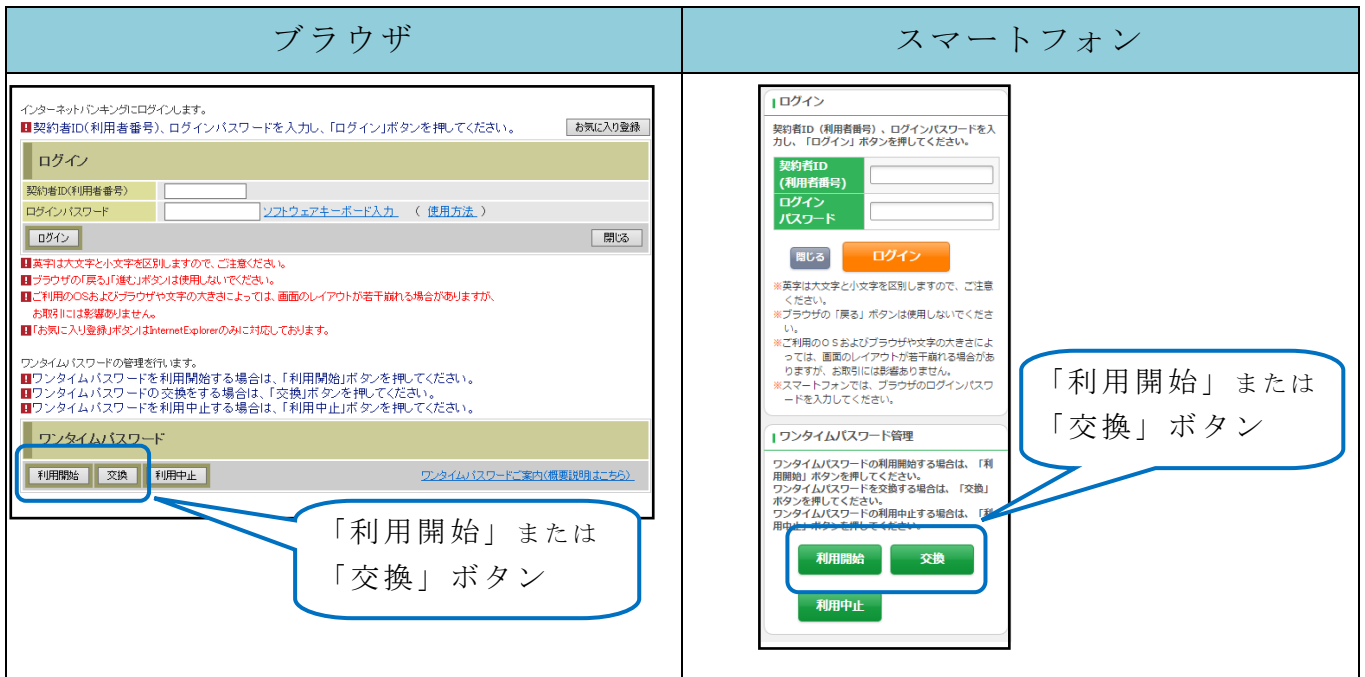 ブラウザ
スマートフォン
インターネットバンキングにログインします。
契約者ID(利用者番号)、ログインパスワードを入力し、「ログイン」ボタンを押してください。 お気に入り登録
ログイン
契約者ID(利用者番号)
ログインパスワード ソフトウェアキーボード入力 ( 使用方法 )
ログイン 閉じる
英字は大文字と小文字を区別しますので、ご注意ください。
ブラウザの「戻る」「進む」ボタンは使用しないでください。
ご利用のOSおよびブラウザや文字の大きさによっては、画面のレイアウトが若干崩れる場合がありますが、
お取引には影響ありません。
「お気に入り登録」ボタンはInternetExplorerのみに対応しております。
ワンタイムパスワードの管理を行います。
ワンタイムパスワードを利用開始する場合は、「利用開始」ボタンを押してください。
ワンタイムパスワードの交換をする場合は、「交換」ボタンを押してください。
ワンタイムパスワードを利用中止する場合は、「利用中止」ボタンを押してください。
ワンタイムパスワード
利用開始 交換 利用中止 ワンタイムパスワードご案内(概要説明はこちら)
「利用開始」または
「交換」ボタン
ログイン
契約者ID(利用者番号)、ログインパスワードを入
力し、「ログイン」ボタンを押してください。
契約者ID
(利用者番号)
ログイン
パスワード
閉じる ログイン
※英字は大文字と小文字を区別しますので、ご注意
ください。
※ブラウザの「戻る」ボタンは使用しないでくださ
い。
※ご利用のOSおよびブラウザや文字の大きさによ
っては、画面のレイアウトが若干崩れる場合があ
りますが、お取引には影響ありません。
※スマートフォンでは、ブラウザのログインパスワ
ードを入力してください。
ワンタイムパスワード管理
ワンタイムパスワードの利用開始する場合は、「利
用開始」ボタンを押してください。
ワンタイムパスワードを交換する場合は、「交換」
ボタンを押してください。
ワンタイムパスワードの利用中止する場合は、「利
用中止」ボタンを押してください。
利用開始 交換
利用中止
「利用開始」または
「交換」ボタン